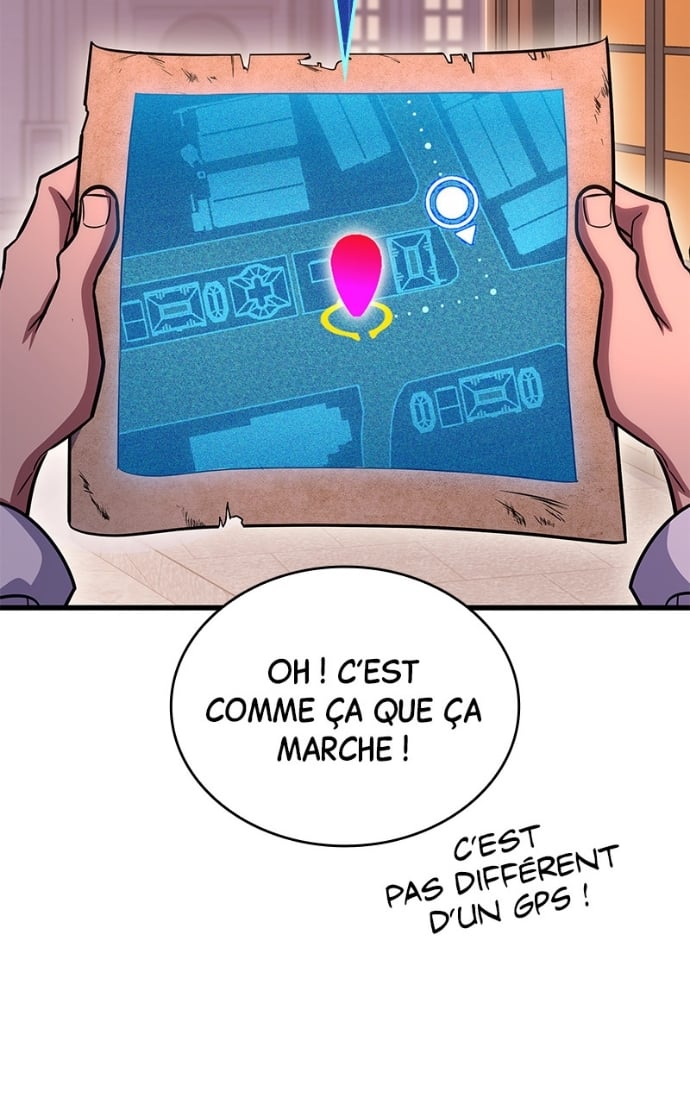 OH ! C'EST
COMME ÇA QUE ÇA
MARCHE !
C'EST
PAS DIFFÉRENT
D'UN GPS !